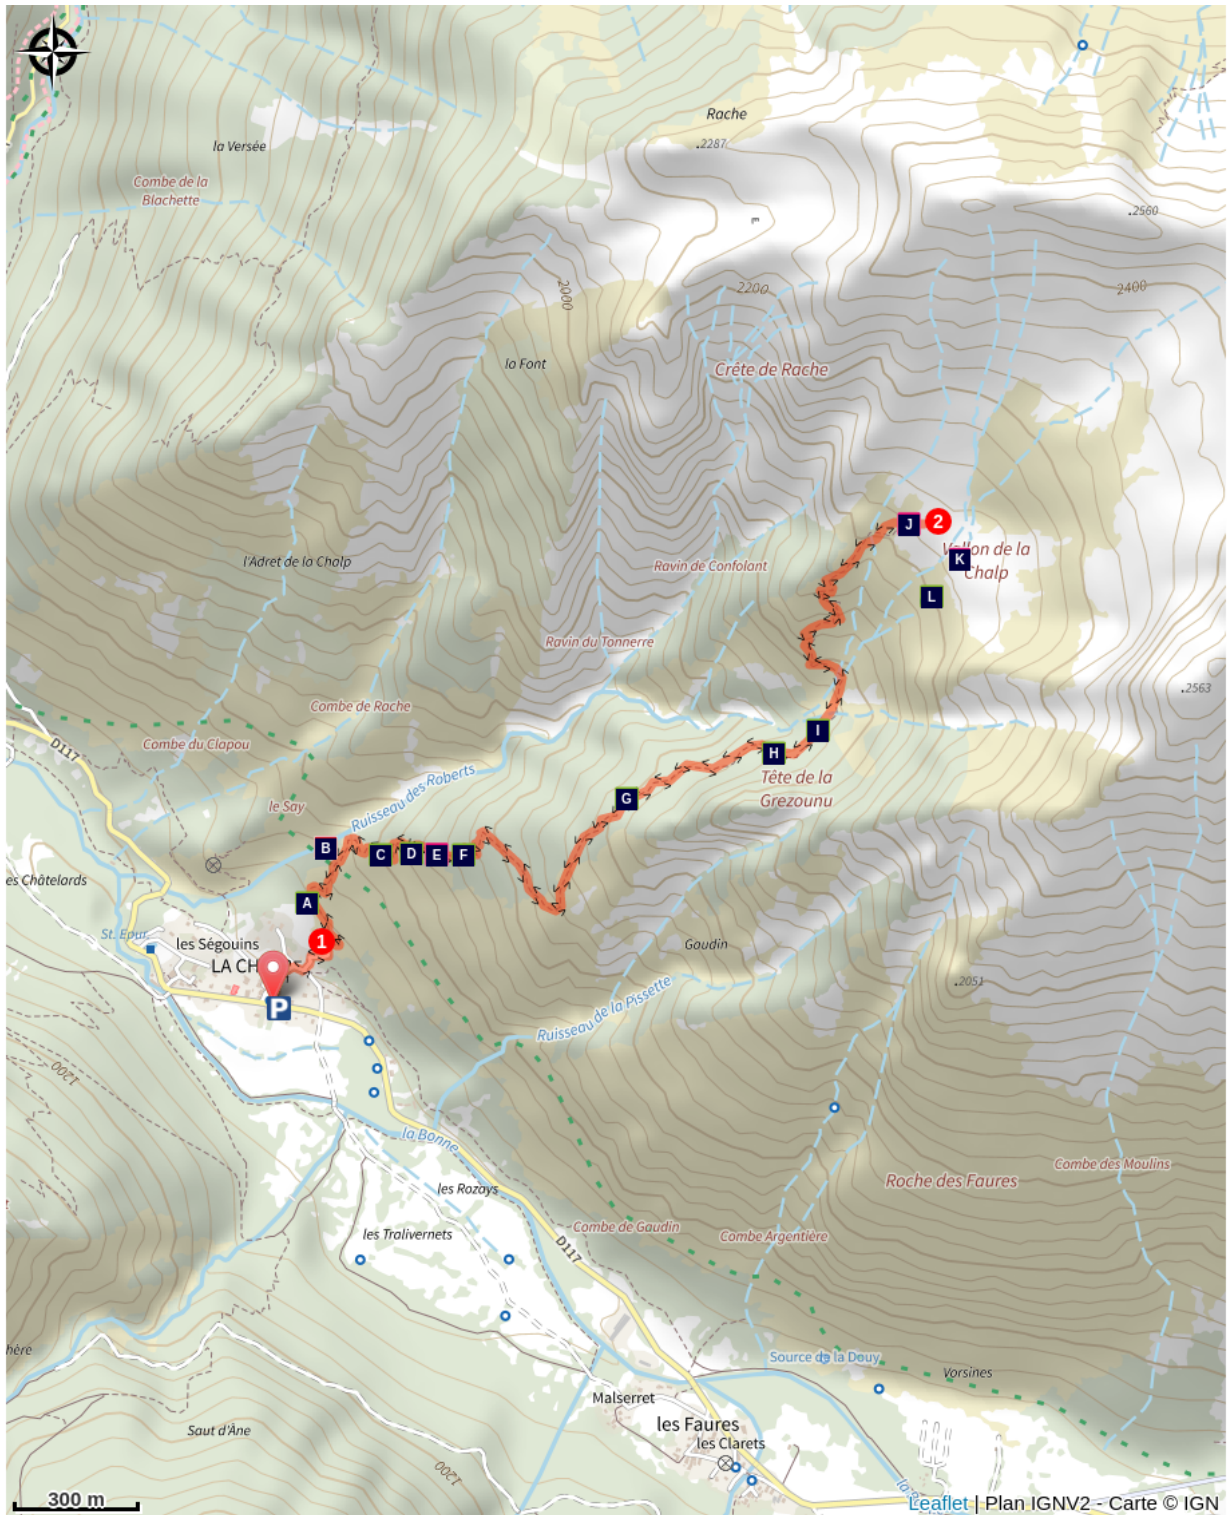 Rache
.2287
la Versée
Combe de la
Blachette
.2560
2000
2200
2400
la Font
Crête de Rache
J
2
Vallon de la
Chalp
K
L
l'Adret de la Chalp
Ravin de Confolant
Ravin du Tonnerre
.2563
Combe de Rache
Combe du Clapou
D117
I
H
Tête de la
Grezounu
G
Ruisseau des Roberts
le Say
B
C
D
E
F
es Châtelards
A
1
St. Epur.
les Ségouins
LA CH
P
Gaudin
.2051
Ruisseau de la Pissette
1200
la Bonne
Combe des Moulins
Roche des Faures
les Rozays
les Tralivernets
Combe de Gaudin
Combe Argentière
D117
hère
Source de la Douy
Vorsines
Malserret
les Faures
les Clarets
Saut d'Âne
1200
300 m
Leaflet | Plan IGNV2 - Carte © IGN